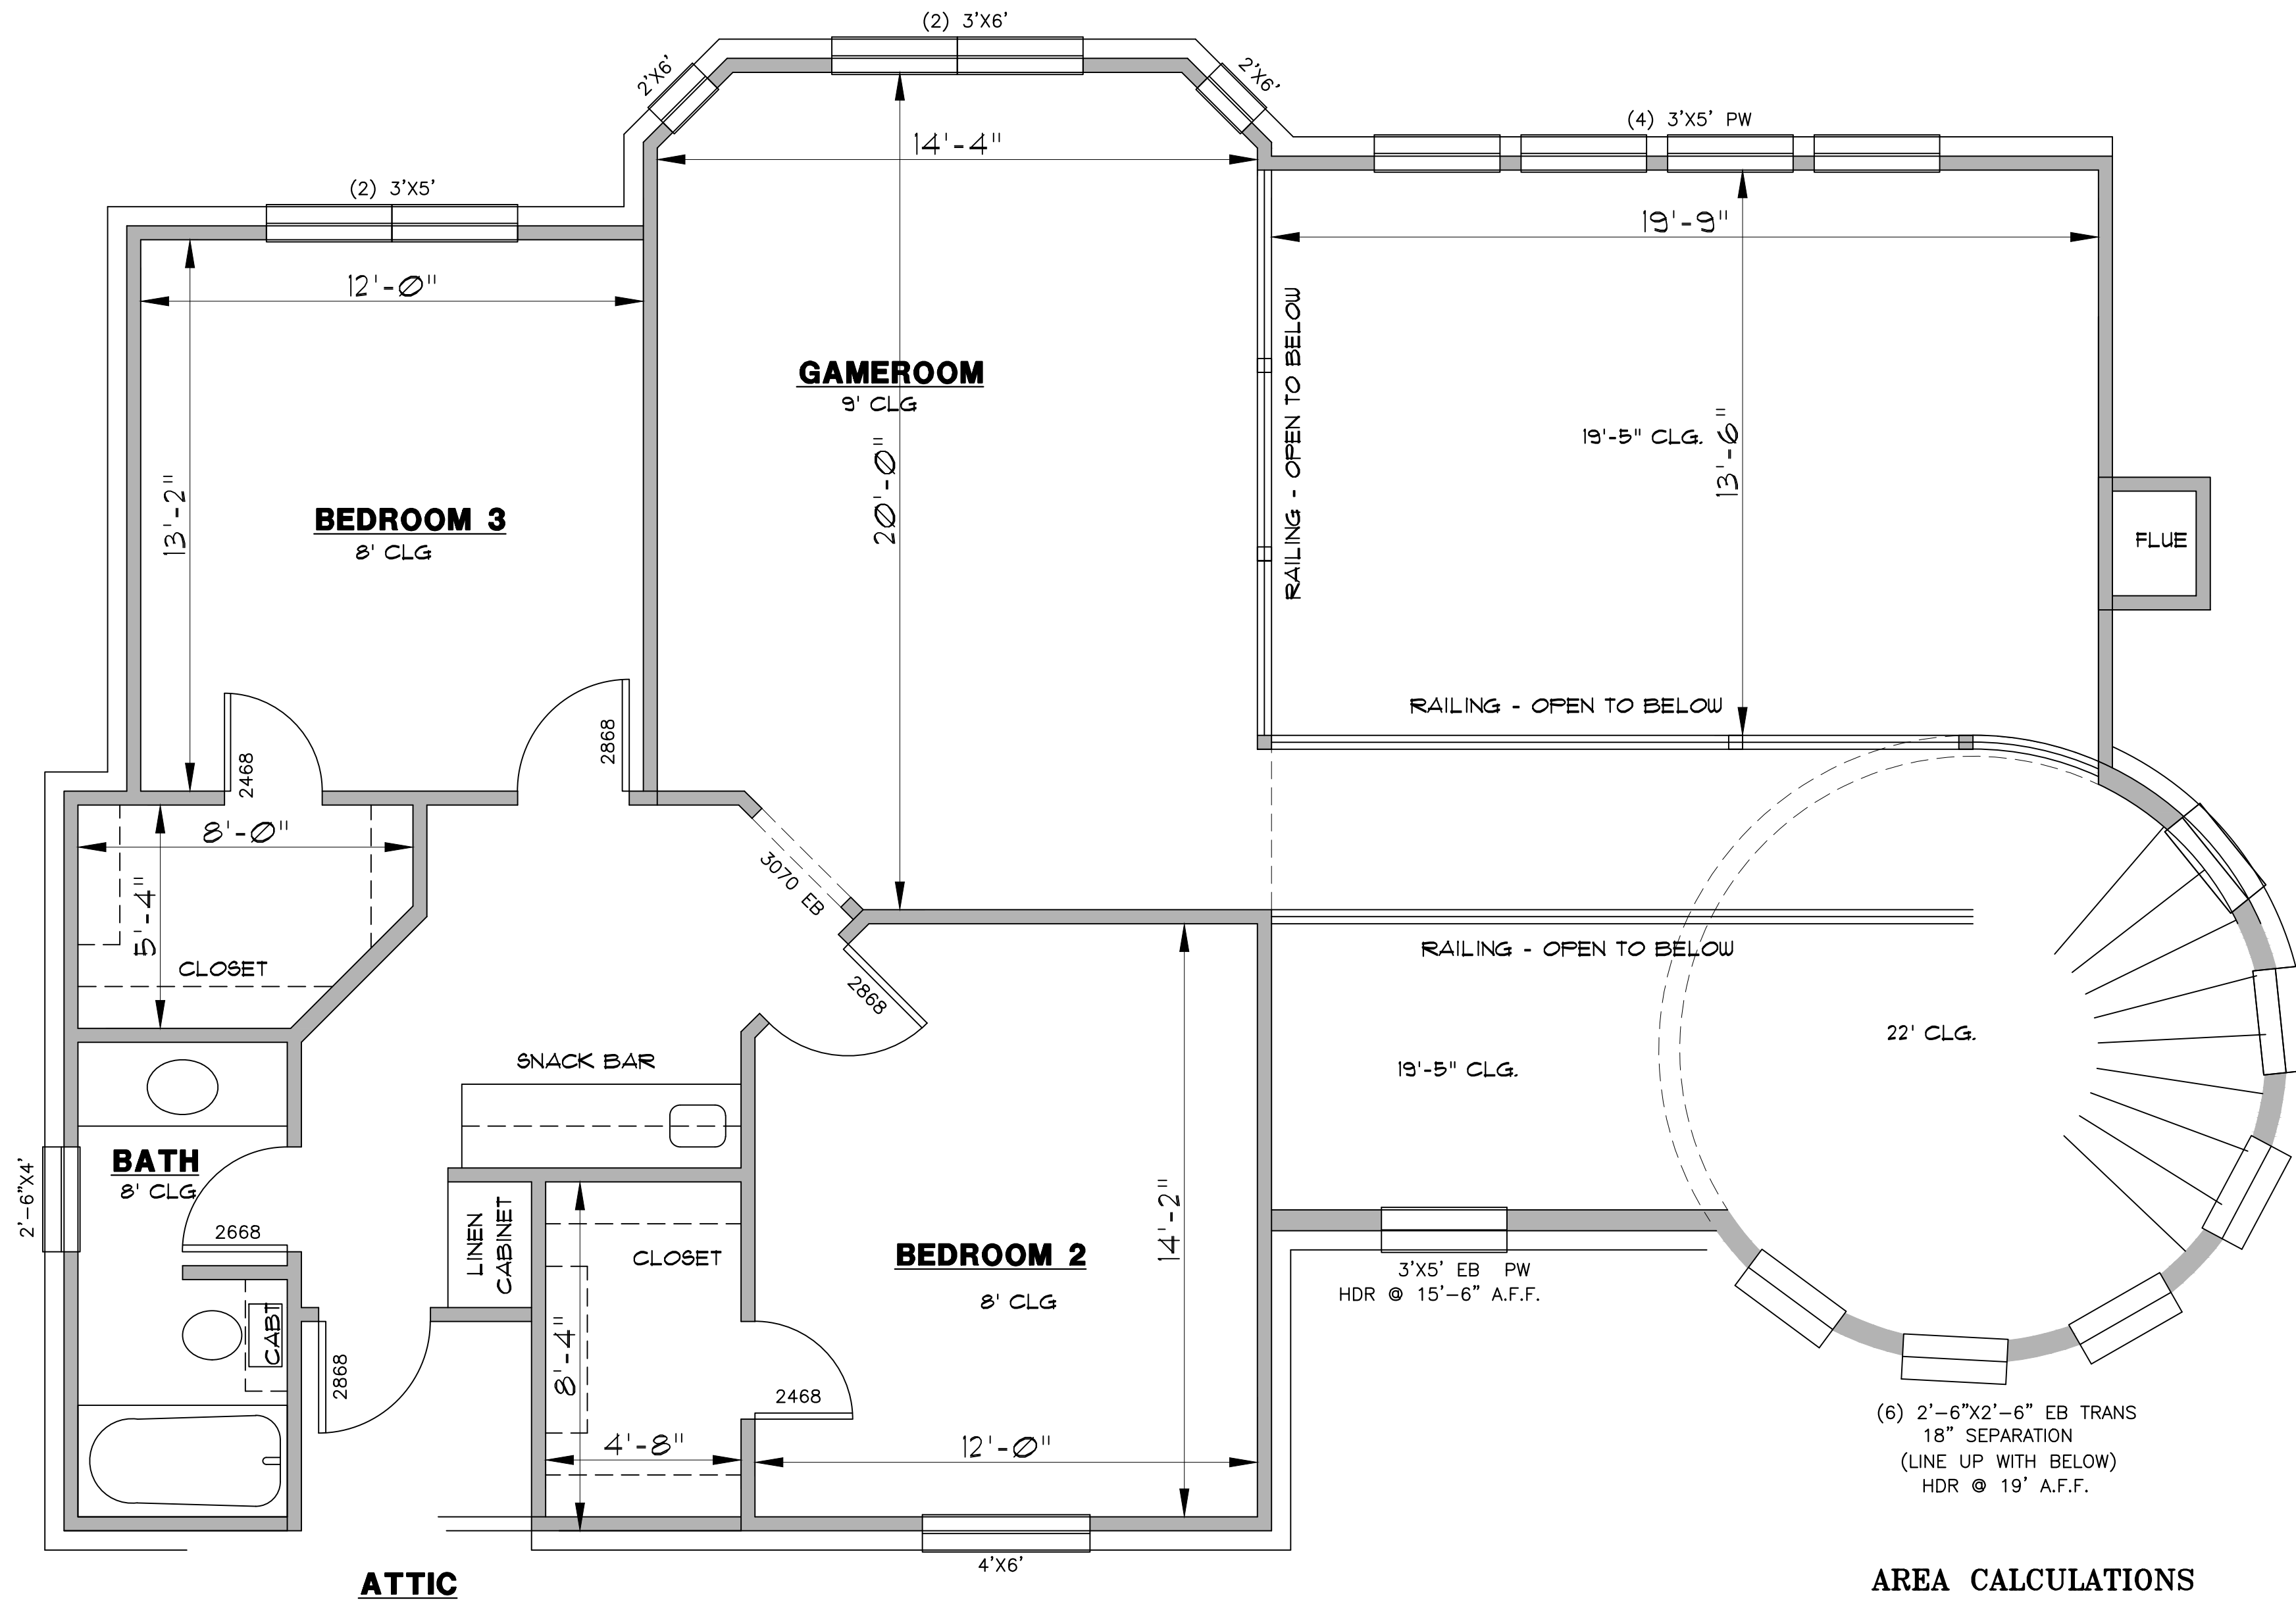 (2) 3'X6'
2'X6'
2'X6'
(4) 3'X5' PW
14'-4"
(2) 3'X5'
19'-9"
12'-0"
RAILING - OPEN TO BELOW
GAMEROOM
9' CLG
19'-5" CLG.
13'-6"
20'-0"
13'-2"
BEDROOM 3
8' CLG
FLUE
RAILING - OPEN TO BELOW
2468
2868
8'-0"
3070 EB
5'-4"
CLOSET
RAILING - OPEN TO BELOW
2868
22' CLG.
SNACK BAR
19'-5" CLG.
BATH
8' CLG
2'-6"X4'
2668
LINEN
CABINET
CLOSET
14'-2"
BEDROOM 2
8' CLG
3'X5' EB PW
HDR @ 15'-6" A.F.F.
CABT
2868
8'-4"
2468
4'-8"
12'-0"
(6) 2'-6"X2'-6" EB TRANS
18" SEPARATION
(LINE UP WITH BELOW)
HDR @ 19' A.F.F.
4'X6'
ATTIC
AREA CALCULATIONS